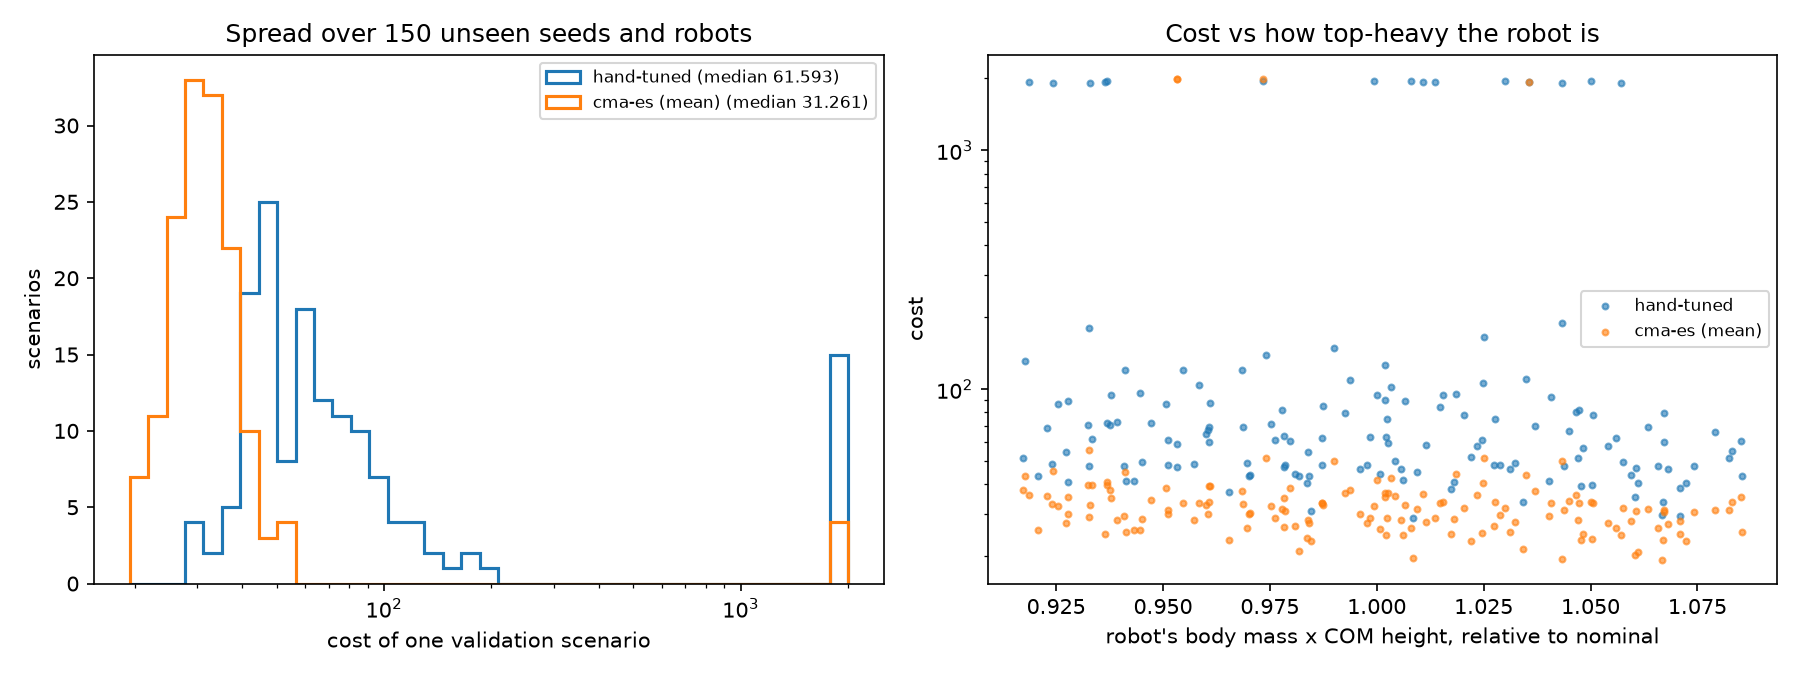 Spread over 150 unseen seeds and robots
hand-tuned (median 61.593)
cma-es (mean) (median 31.261)
scenarios
30
25
20
15
10
5
0
10²
10³
cost of one validation scenario
Cost vs how top-heavy the robot is
hand-tuned
cma-es (mean)
cost
10³
10²
0.925
0.950
0.975
1.000
1.025
1.050
1.075
robot's body mass x COM height, relative to nominal